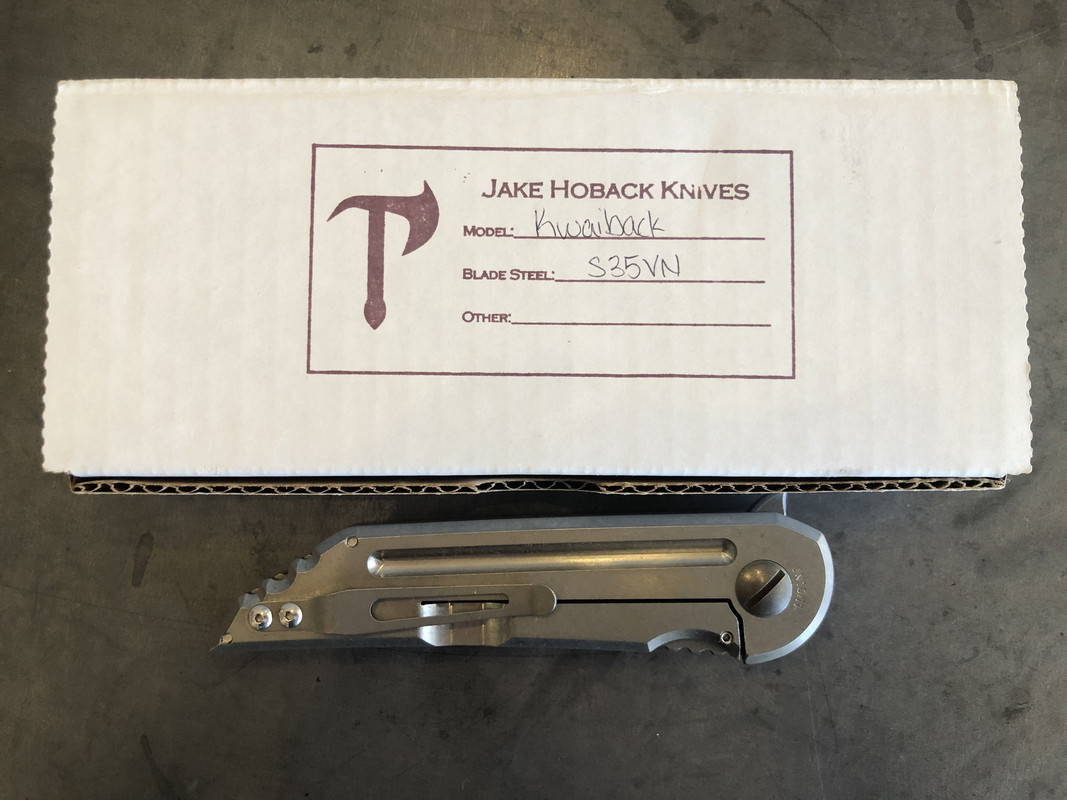 JAKE HOBACK KNIVES
MODEL: Kwaiback
BLADE STEEL: S35VN
OTHER: